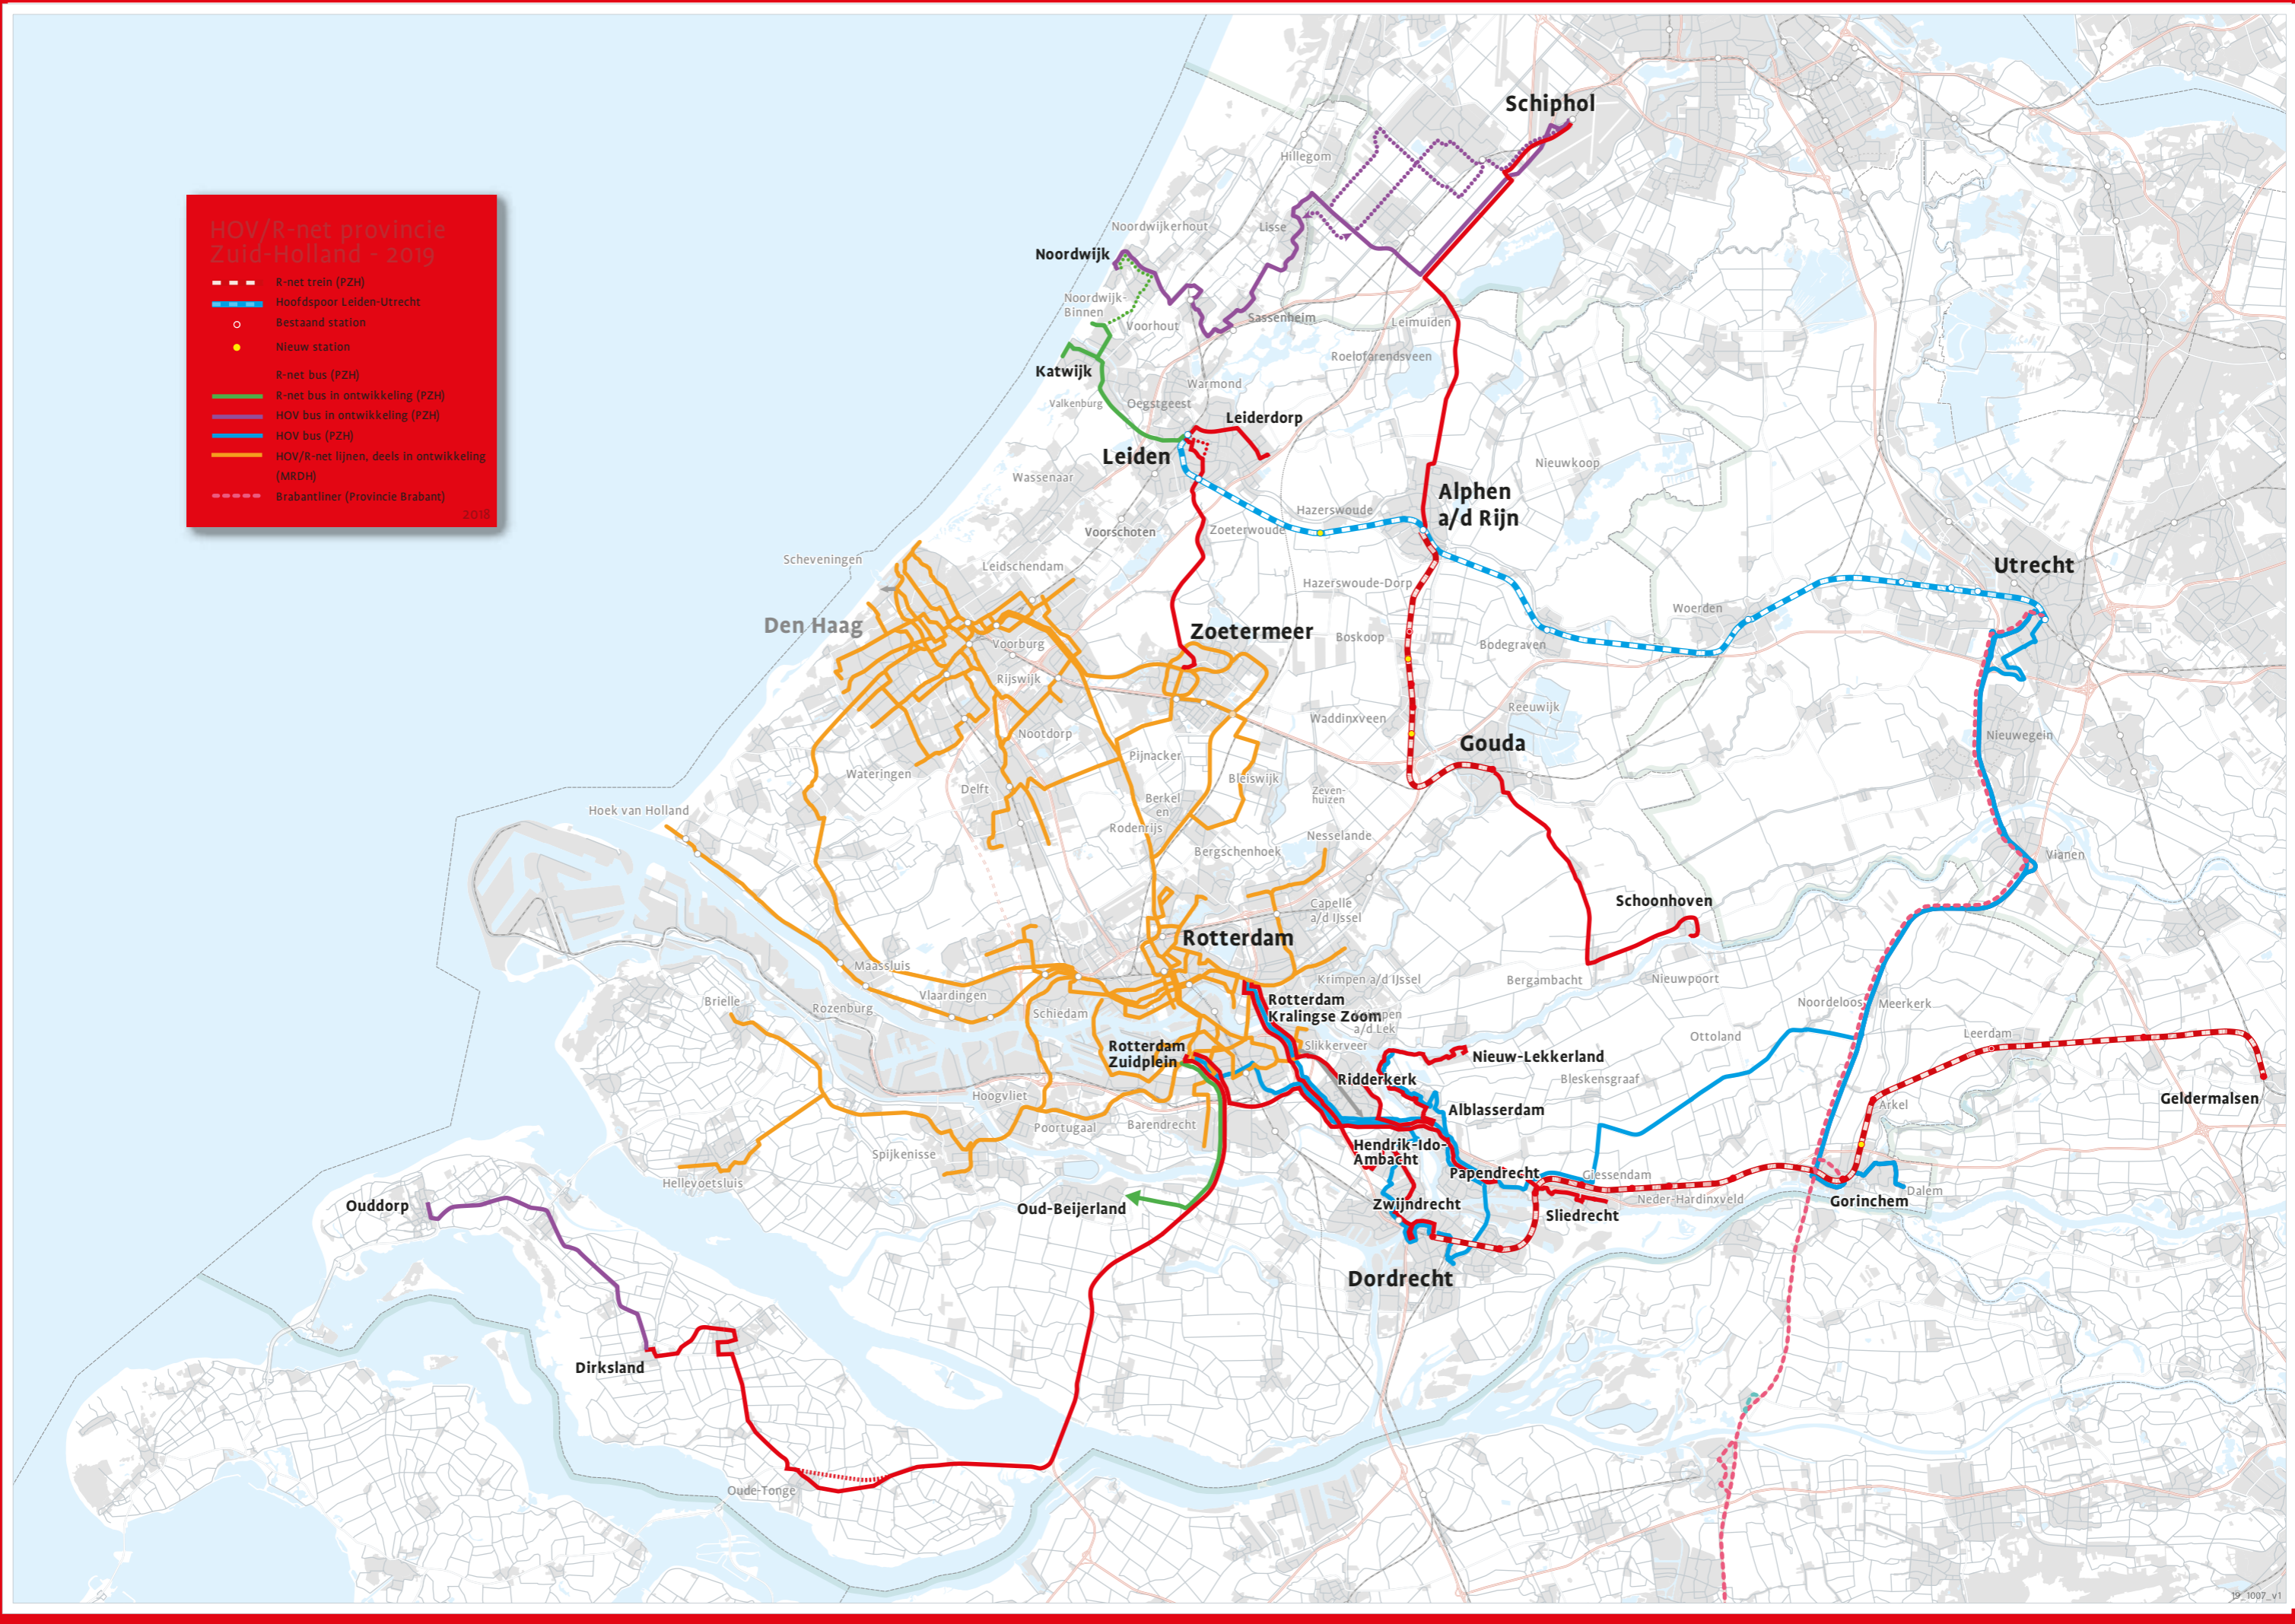 HOV/R-net provincie
Zuid-Holland - 2019
R-net trein (PZH)
Hoofdspoor Leiden-Utrecht
Bestaand station
Nieuw station
R-net bus (PZH)
R-net bus in ontwikkeling (PZH)
HOV bus in ontwikkeling (PZH)
HOV bus (PZH)
HOV/R-net lijnen, deels in ontwikkeling
(MRDH)
Brabantliner (Provincie Brabant)
2018
Schiphol
Hillegom
Noordwijkerhout
Lisse
Noordwijk
Noordwijk-
Binnen
Voorhout
Sassenheim
Leimuiden
Roelofarendsveen
Katwijk
Warmond
Valkenburg
Oegstgeest
Leiderdorp
Leiden
Nieuwkoop
Wassenaar
Alphen
a/d Rijn
Hazerswoude
Zoeterwoude
Voorschoten
Scheveningen
Leidschendam
Utrecht
Hazerswoude-Dorp
Woerden
Den Haag
Zoetermeer
Boskoop
Bodegraven
Voorburg
Rijswijk
Waddinxveen
Reeuwijk
Nootdorp
Nieuwegein
Gouda
Pijnacker
Wateringen
Bleiswijk
Delft
Zeven-
huizen
Berkel
en
Rodenrijs
Hoek van Holland
Nesselande
Bergschenhoek
Vianen
Capelle
a/d IJssel
Schoonhoven
Rotterdam
Maassluis
Krimpen a/d IJssel
Bergambacht
Nieuwpoort
Vlaardingen
Brielle
Rozenburg
Schiedam
Rotterdam
Kralingse Zoom
Krimpen
a/d Lek
Noordeloos
Meerkerk
Ottoland
Leerdam
Slikkerveer
Rotterdam
Zuidplein
Nieuw-Lekkerland
Ridderkerk
Bleskensgraaf
Hoogvliet
Geldermalsen
Arkel
Alblasserdam
Poortugaal
Barendrecht
Hendrik-Ido-
Ambacht
Spijkenisse
Papendrecht
Giessendam
Hellevoetsluis
Dalem
Neder-Hardinxveld
Gorinchem
Zwijndrecht
Ouddorp
Oud-Beijerland
Sliedrecht
Dordrecht
Dirksland
Oude-Tonge
19_1007_v1